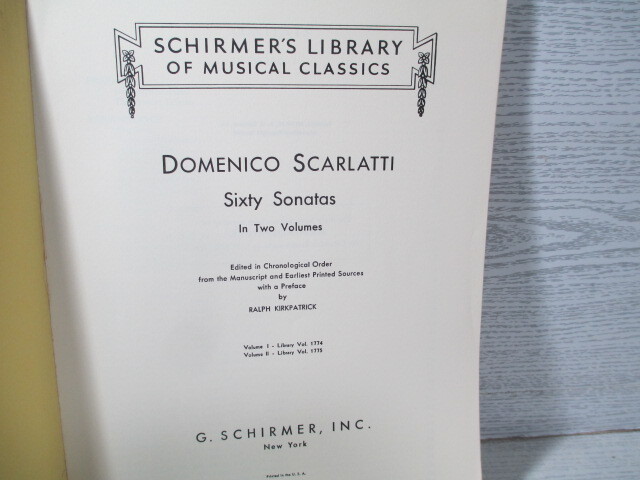 SCHIRMER'S LIBRARY
OF MUSICAL CLASSICS
DOMENICO SCARLATTI
Sixty Sonatas
In Two Volumes
Edited in Chronological Order
from the Manuscript and Earliest Printed Sources
with a Preface
by
RALPH KIRKPATRICK
Volume I - Library Vol. 1774
Volume II - Library Vol. 1775
G. SCHIRMER, INC.
New York
Printed in the U. S. A.